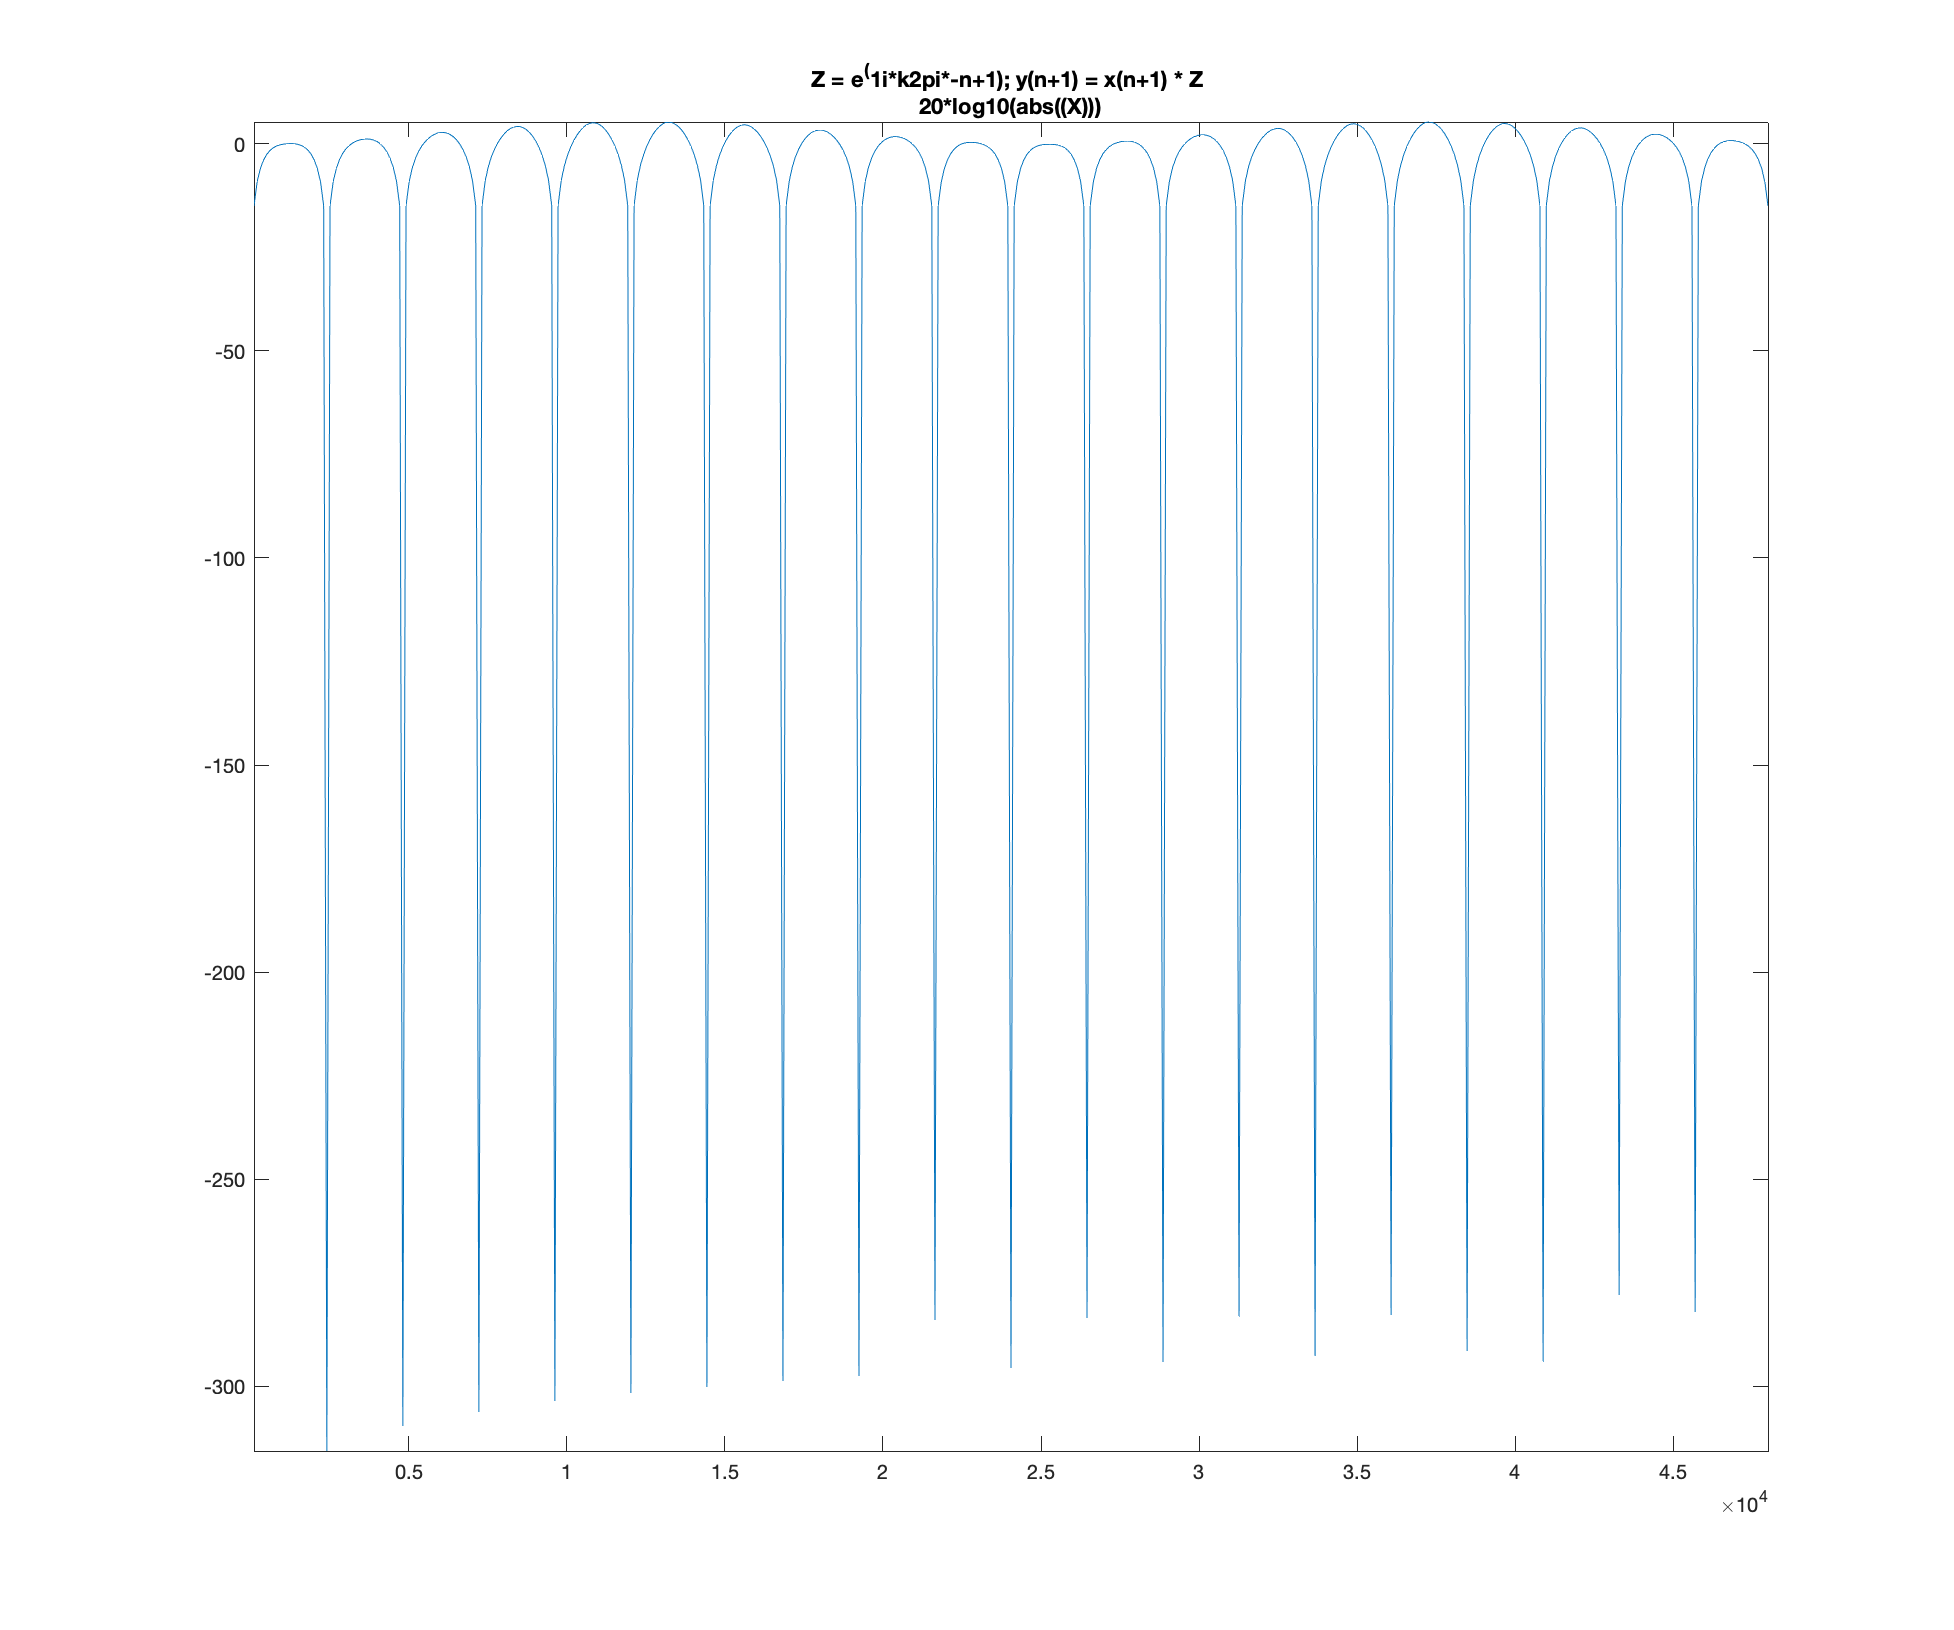 Z = e(1i*k2pi*-n+1); y(n+1) = x(n+1) * Z
20*log10(abs((X)))
0
-50
-100
-150
-200
-250
-300
0.5 1 1.5 2 2.5 3 3.5 4 4.5
×10^4